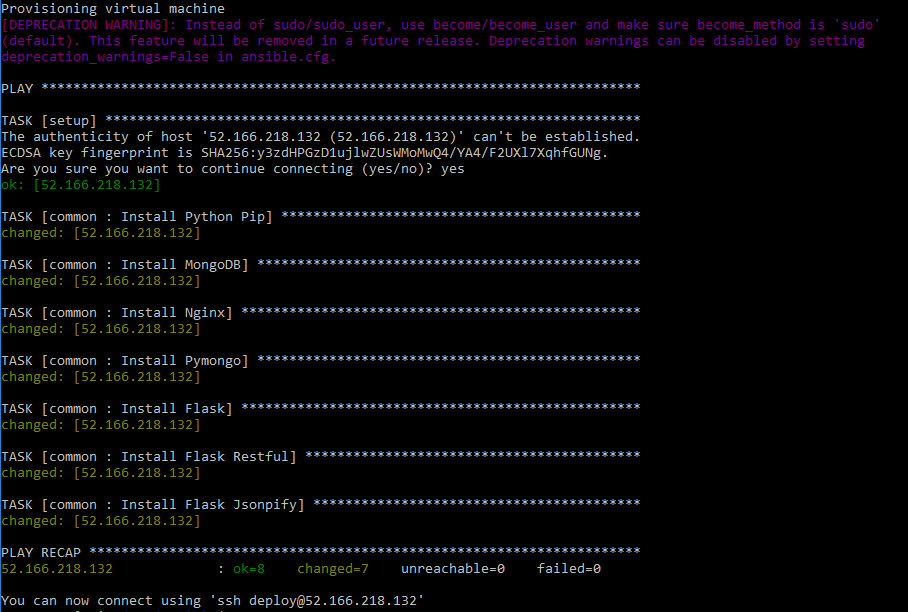 Provisioning virtual machine
[DEPRECATION WARNING]: Instead of sudo/sudo_user, use become/become_user and make sure become_method is 'sudo'
(default). This feature will be removed in a future release. Deprecation warnings can be disabled by setting
deprecation_warnings=False in ansible.cfg.
PLAY ***************************************************************************
TASK [setup] *******************************************************************
The authenticity of host '52.166.218.132 (52.166.218.132)' can't be established.
ECDSA key fingerprint is SHA256:y3zdHPGzD1ujlwZUsWMoMwQ4/YA4/F2UXl7XqhfGUNg.
Are you sure you want to continue connecting (yes/no)? yes
ok: [52.166.218.132]
TASK [common : Install Python Pip] *********************************************
changed: [52.166.218.132]
TASK [common : Install MongoDB] ************************************************
changed: [52.166.218.132]
TASK [common : Install Nginx] **************************************************
changed: [52.166.218.132]
TASK [common : Install Pymongo] ************************************************
changed: [52.166.218.132]
TASK [common : Install Flask] **************************************************
changed: [52.166.218.132]
TASK [common : Install Flask Restful] ******************************************
changed: [52.166.218.132]
TASK [common : Install Flask Jsonpify] *****************************************
changed: [52.166.218.132]
PLAY RECAP *********************************************************************
52.166.218.132             : ok=8    changed=7    unreachable=0    failed=0
You can now connect using 'ssh deploy@52.166.218.132'